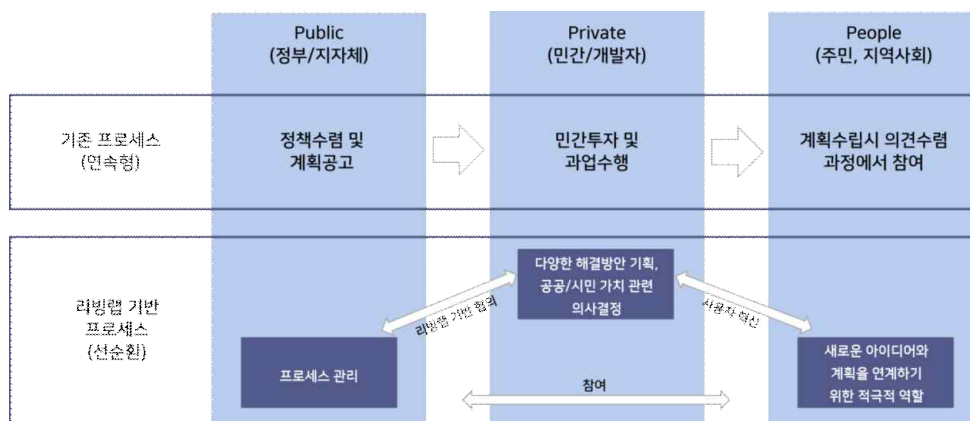 Public
(정부/지자체)
Private
(민간/개발자)
People
(주민, 지역사회)
기존 프로세스
(연속형)
정책수렴 및
계획공고
민간투자 및
과업수행
계획수립시 의견수렴
과정에서 참여
리빙랩 기반
프로세스
(선순환)
다양한 해결방안 기획,
공공/시민 가치 관련
의사결정
리빙랩 기반 협의
사용자 혁신
프로세스 관리
참여
새로운 아이디어와
계획을 연계하기
위한 적극적 역할